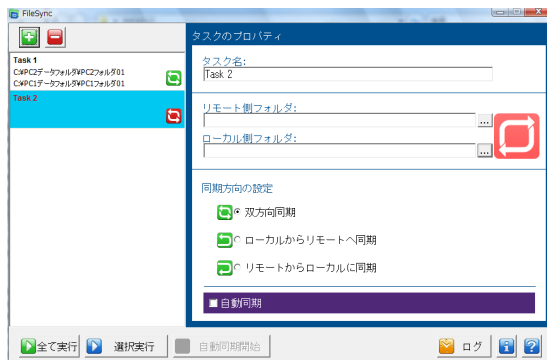 FileSync
タスクのプロパティ
Task 1
C:¥PC2データフォルダ¥PC2フォルダ01
C:¥PC1データフォルダ¥PC1フォルダ01
Task 2
タスク名:
Task 2
リモート側フォルダ:
...
ローカル側フォルダ:
...
同期方向の設定
双方向同期
ローカルからリモートへ同期
リモートからローカルに同期
自動同期
全て実行
選択実行
自動同期開始
ログ